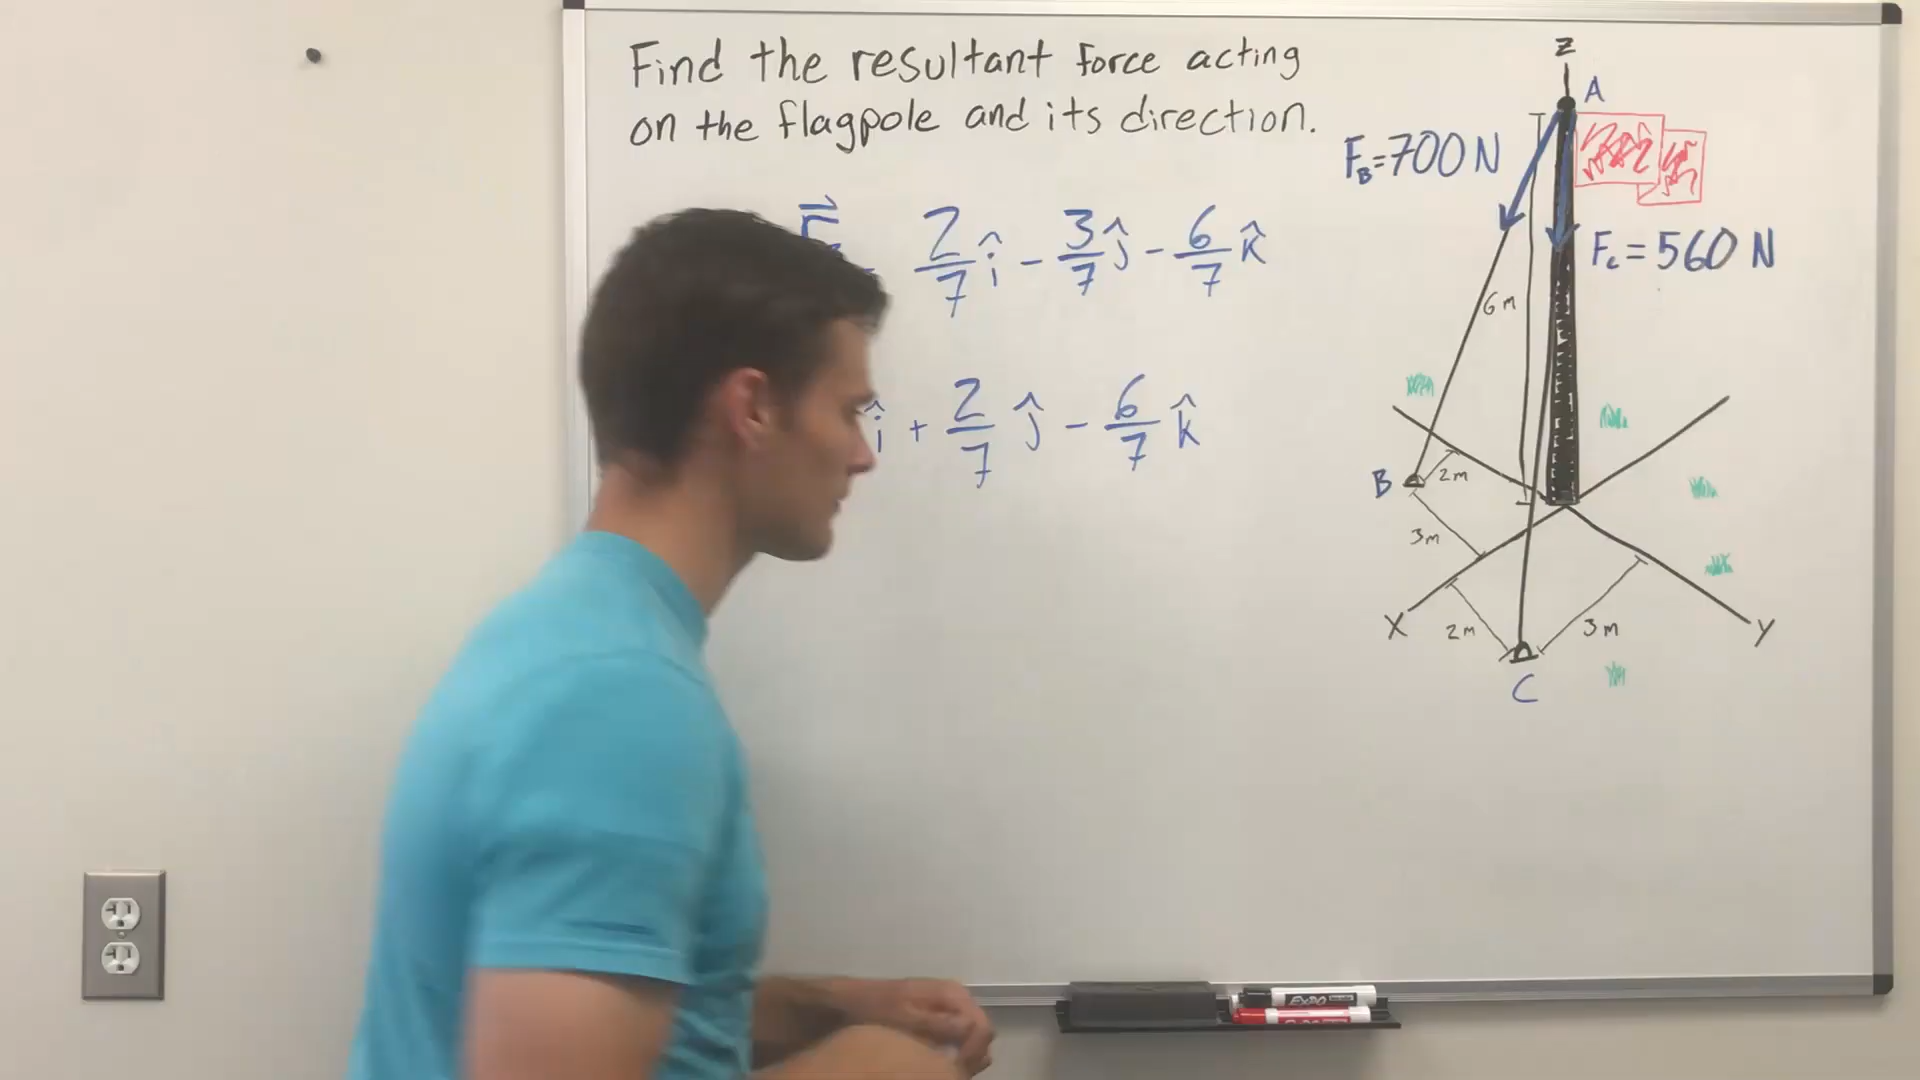 Find the resultant force acting
on the flagpole and its direction.
2/7 î - 3/7 ĵ - 6/7 k̂
î + 2/7 ĵ - 6/7 k̂
Z
A
F_B = 700 N
F_C = 560 N
6m
B
2m
3m
X
2m
3m
Y
C
EXPO